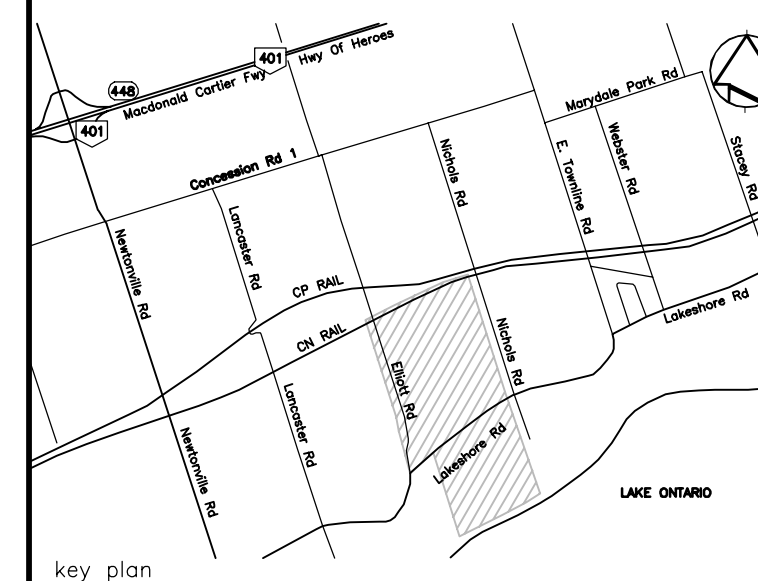 401
Hwy Of Heroes
448
Macdonald Cartier Fwy
401
Marydale Park Rd
Concession Rd 1
Nichols Rd
E. Townline Rd
Webster Rd
Stacey Rd
Newtonville Rd
Lancaster Rd
CP RAIL
CN RAIL
Lakeshore Rd
Nichols Rd
Elliott Rd
Lancaster Rd
Newtonville Rd
Lakeshore Rd
LAKE ONTARIO
key plan